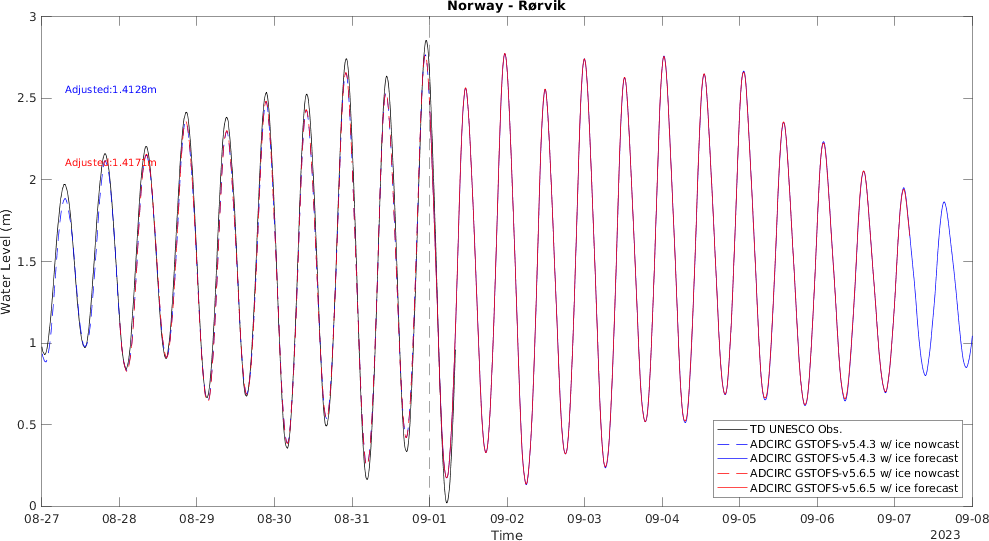 Norway - Rørvik
3
2.5
2
1.5
1
0.5
0
Water Level (m)
Adjusted:1.4128m
Adjusted:1.4171m
TD UNESCO Obs.
ADCIRC GSTOFS-v5.4.3 w/ ice nowcast
ADCIRC GSTOFS-v5.4.3 w/ ice forecast
ADCIRC GSTOFS-v5.6.5 w/ ice nowcast
ADCIRC GSTOFS-v5.6.5 w/ ice forecast
08-27 08-28 08-29 08-30 08-31 09-01 09-02 09-03 09-04 09-05 09-06 09-07 09-08
Time
2023